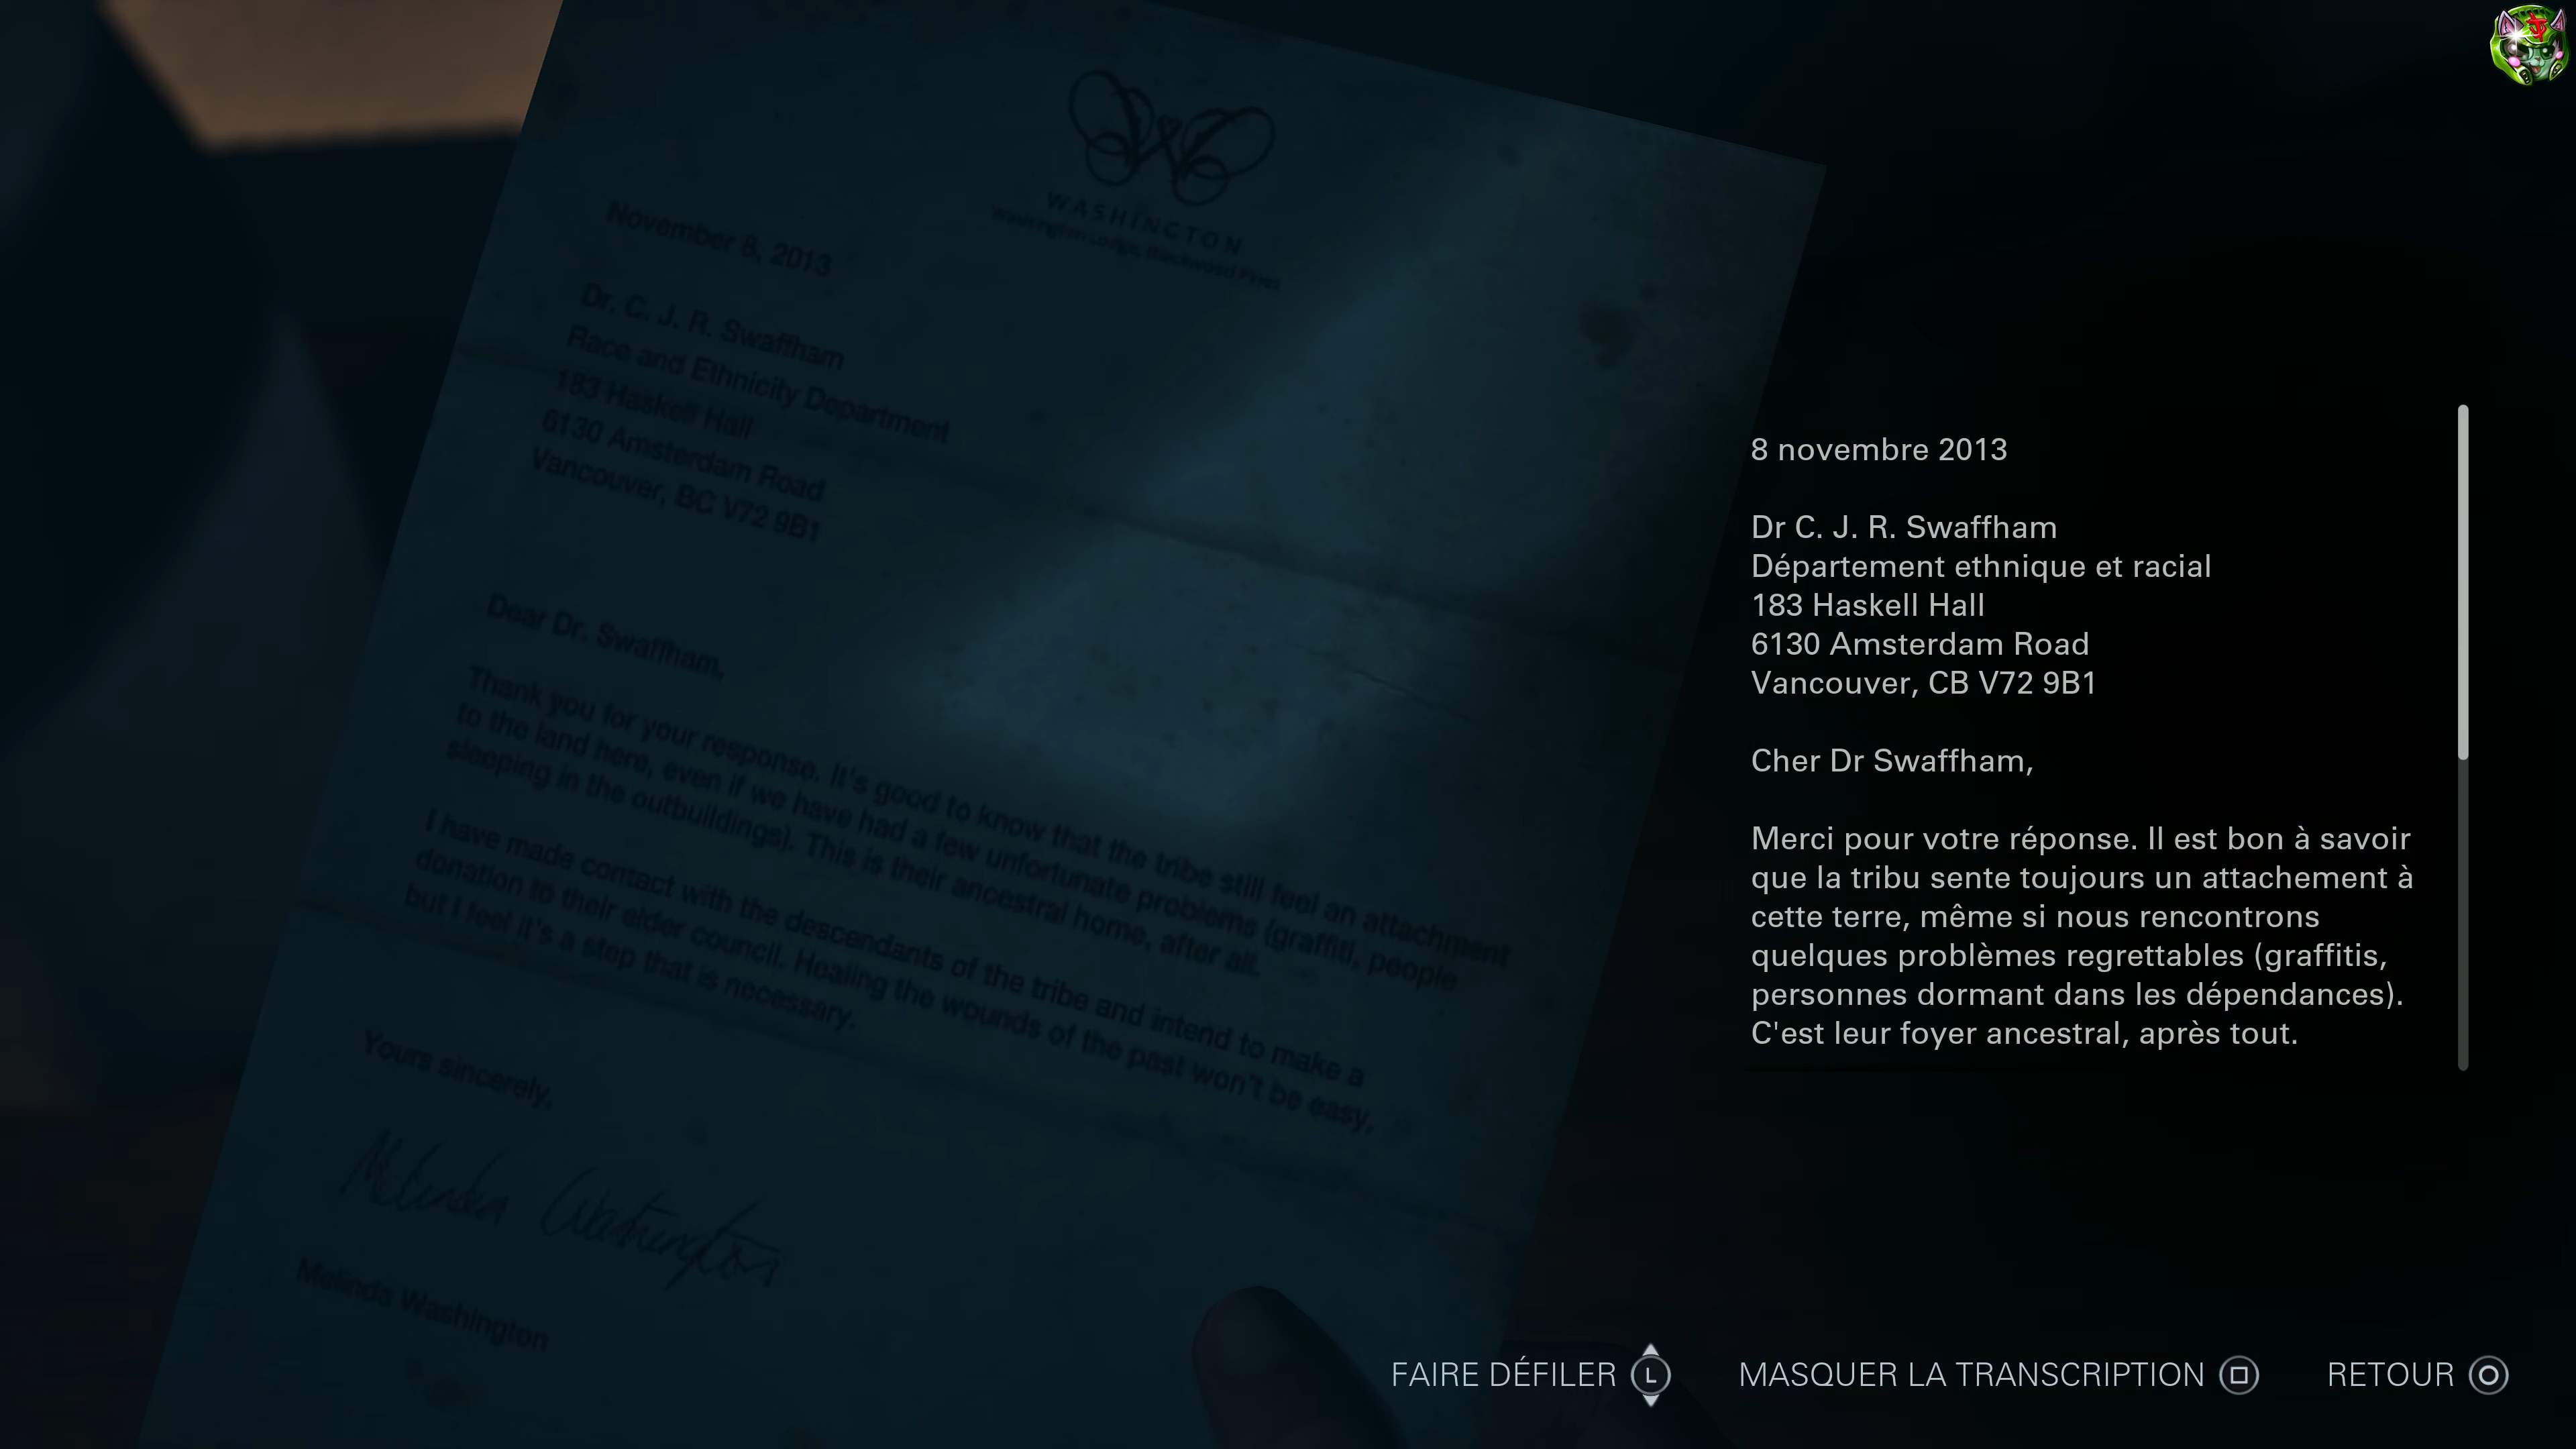 WASHINGTON
Washington Lodge, Blackwood Pines
November 8, 2013
Dr. C. J. R. Swaffham
Race and Ethnicity Department
183 Haskell Hall
6130 Amsterdam Road
Vancouver, BC V72 9B1
Dear Dr. Swaffham,
Thank you for your response. It's good to know that the tribe still feel an attachment
to the land here, even if we have had a few unfortunate problems (graffiti, people
sleeping in the outbuildings). This is their ancestral home, after all.
I have made contact with the descendants of the tribe and intend to make a
donation to their elder council. Healing the wounds of the past won't be easy,
but I feel it's a step that is necessary.
Yours sincerely,
Melinda Washington
Melinda Washington
8 novembre 2013
Dr C. J. R. Swaffham
Département ethnique et racial
183 Haskell Hall
6130 Amsterdam Road
Vancouver, CB V72 9B1
Cher Dr Swaffham,
Merci pour votre réponse. Il est bon à savoir
que la tribu sente toujours un attachement à
cette terre, même si nous rencontrons
quelques problèmes regrettables (graffitis,
personnes dormant dans les dépendances).
C'est leur foyer ancestral, après tout.
FAIRE DÉFILER L MASQUER LA TRANSCRIPTION RETOUR